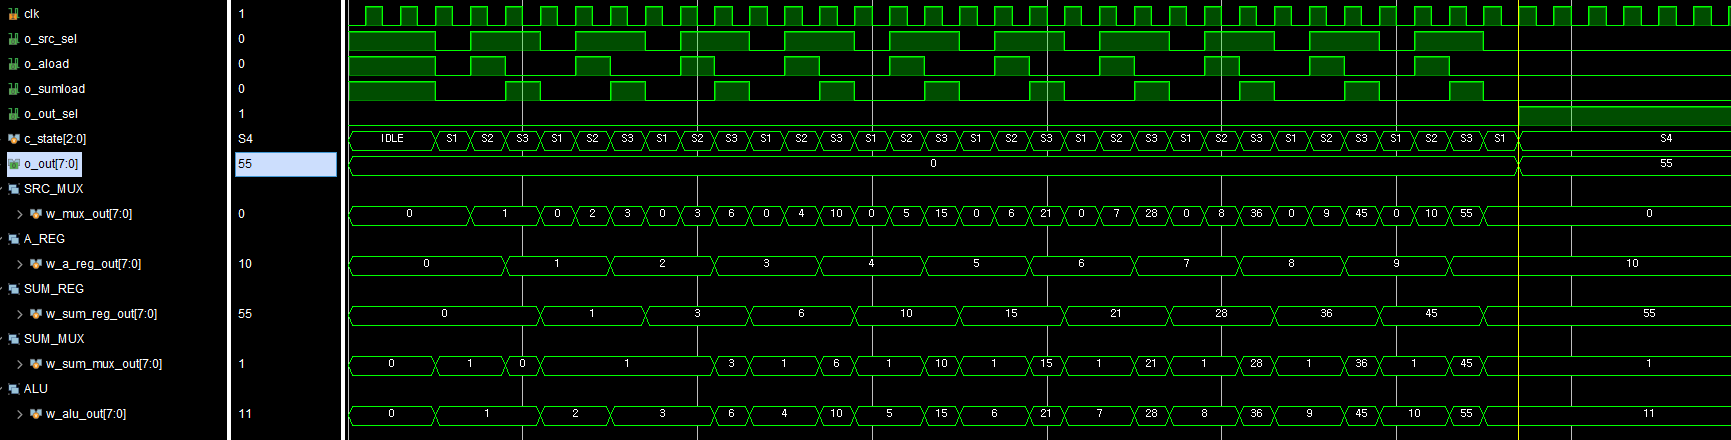 clk 1
o_src_sel 0
o_aload 0
o_sumload 0
o_out_sel 1
c_state[2:0] S4 IDLE S1 S2 S3 S1 S2 S3 S1 S2 S3 S1 S2 S3 S1 S2 S3 S1 S2 S3 S1 S2 S3 S1 S2 S3 S1 S2 S3 S1 S2 S3 S1 S4
o_out[7:0] 55 0 55
SRC_MUX
w_mux_out[7:0] 0 0 1 0 2 3 0 3 6 0 4 10 0 5 15 0 6 21 0 7 28 0 8 36 0 9 45 0 10 55 0
A_REG
w_a_reg_out[7:0] 10 0 1 2 3 4 5 6 7 8 9 10
SUM_REG
w_sum_reg_out[7:0] 55 0 1 3 6 10 15 21 28 36 45 55
SUM_MUX
w_sum_mux_out[7:0] 1 0 1 0 1 3 1 6 1 10 1 15 1 21 1 28 1 36 1 45 1
ALU
w_alu_out[7:0] 11 0 1 2 3 6 4 10 5 15 6 21 7 28 8 36 9 45 10 55 11